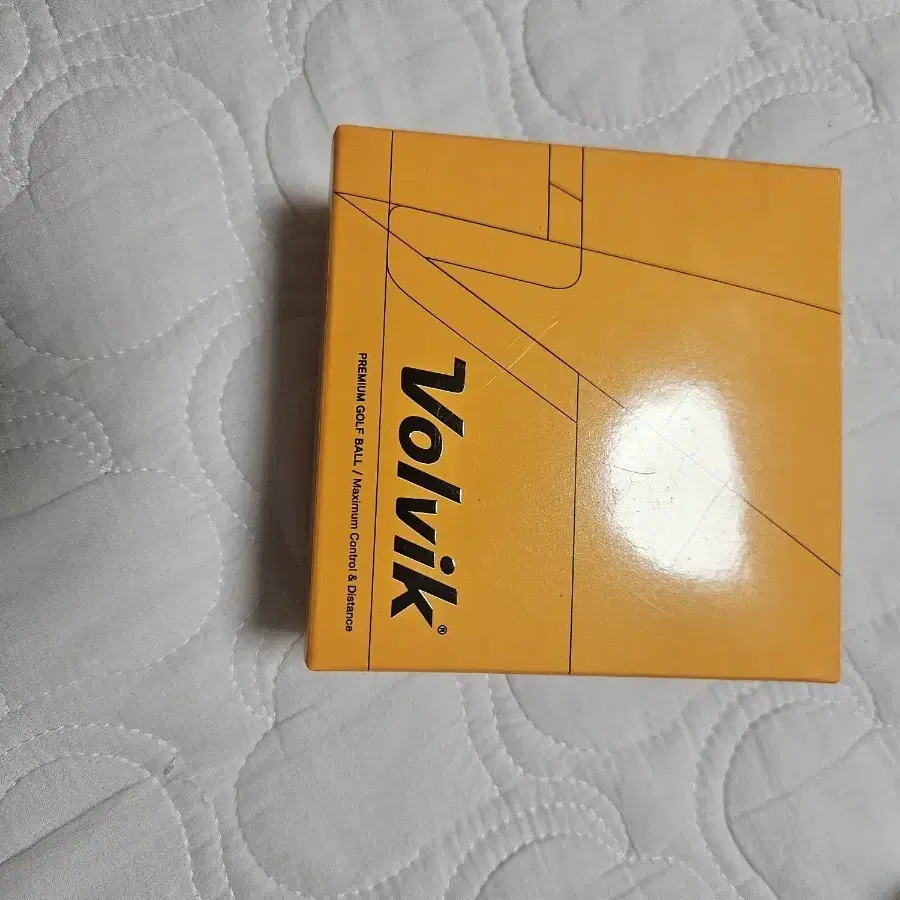 Volvik®
PREMIUM GOLF BALL / Maximum Control & Distance